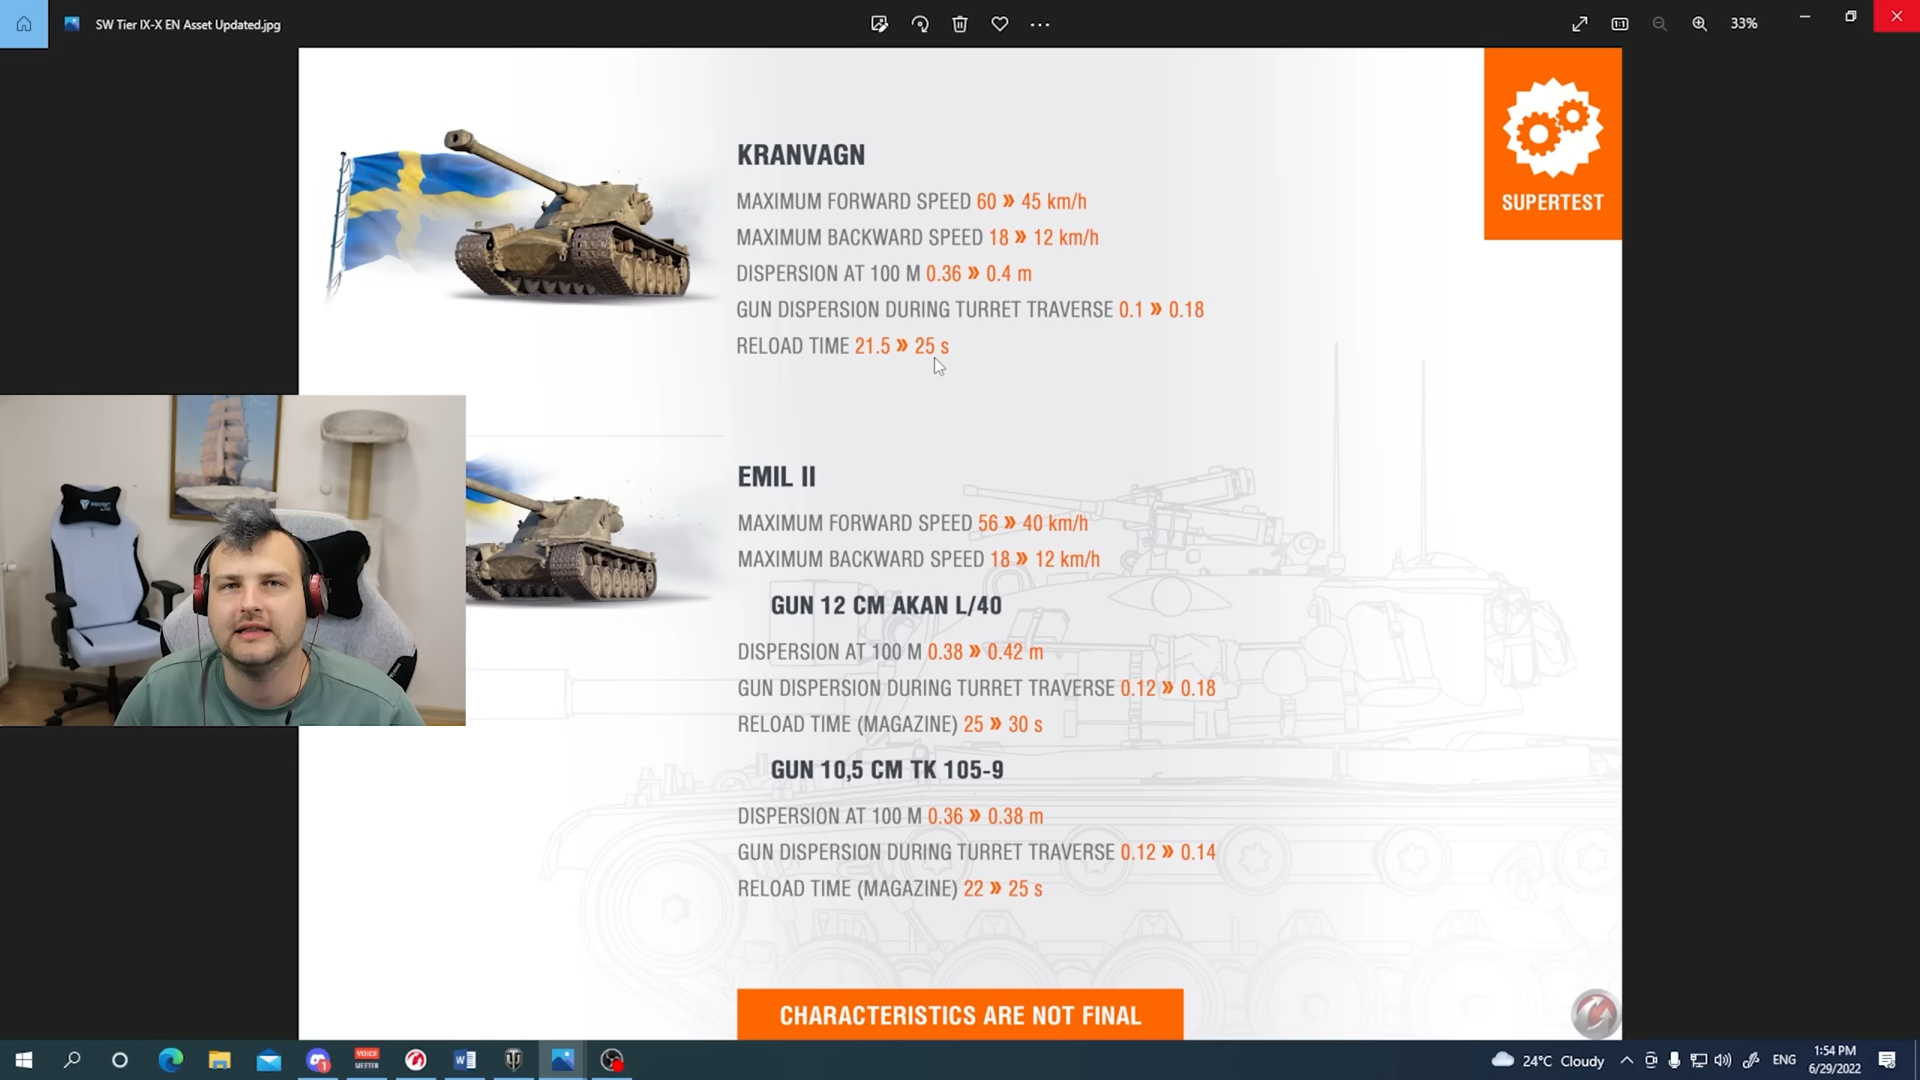 SW Tier IX-X EN Asset Updated.jpg
33%
SUPERTEST
KRANVAGN
MAXIMUM FORWARD SPEED 60 » 45 km/h
MAXIMUM BACKWARD SPEED 18 » 12 km/h
DISPERSION AT 100 M 0.36 » 0.4 m
GUN DISPERSION DURING TURRET TRAVERSE 0.1 » 0.18
RELOAD TIME 21.5 » 25 s
EMIL II
MAXIMUM FORWARD SPEED 56 » 40 km/h
MAXIMUM BACKWARD SPEED 18 » 12 km/h
GUN 12 CM AKAN L/40
DISPERSION AT 100 M 0.38 » 0.42 m
GUN DISPERSION DURING TURRET TRAVERSE 0.12 » 0.18
RELOAD TIME (MAGAZINE) 25 » 30 s
GUN 10,5 CM TK 105-9
DISPERSION AT 100 M 0.36 » 0.38 m
GUN DISPERSION DURING TURRET TRAVERSE 0.12 » 0.14
RELOAD TIME (MAGAZINE) 22 » 25 s
CHARACTERISTICS ARE NOT FINAL
VOICE
MEETER
24°C Cloudy
ENG
1:54 PM
6/29/2022